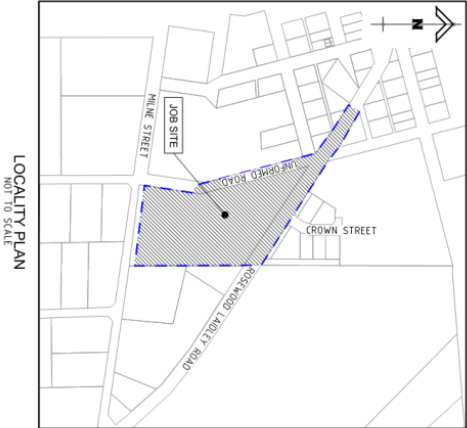 N
CROWN STREET
UNFORMED ROAD
ROSEWOOD LAIDLEY ROAD
JOB SITE
MILNE STREET
LOCALITY PLAN
NOT TO SCALE